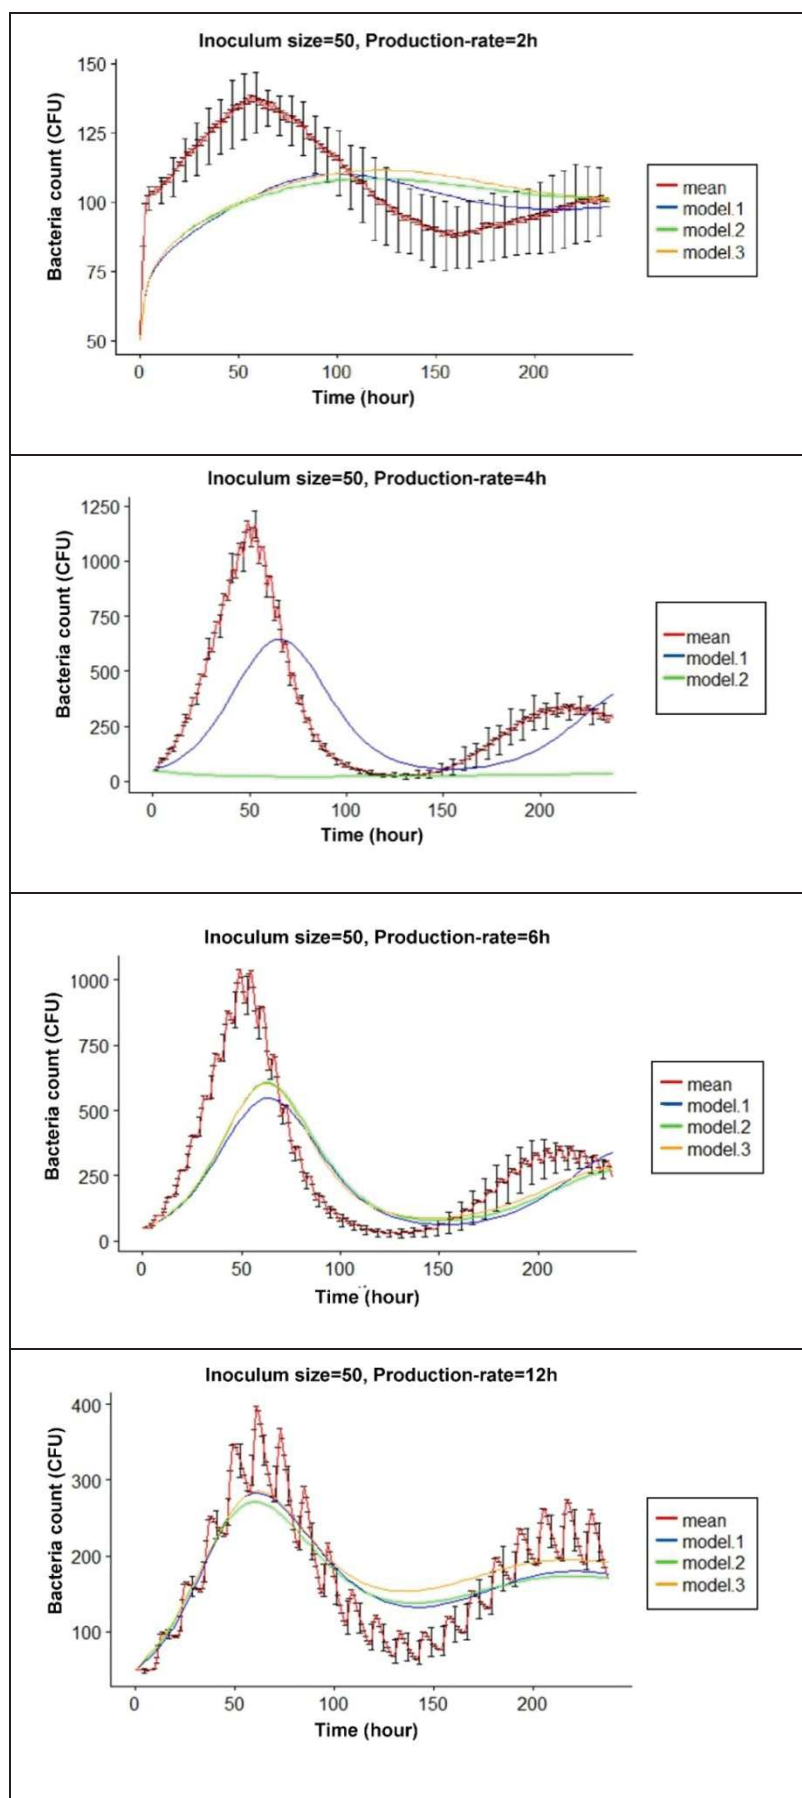 Inoculum size=50, Production-rate=2h
Bacteria count (CFU)
150
125
100
75
50
0 50 100 150 200
Time (hour)
mean
model.1
model.2
model.3
Inoculum size=50, Production-rate=4h
Bacteria count (CFU)
1250
1000
750
500
250
0
0 50 100 150 200
Time (hour)
mean
model.1
model.2
Inoculum size=50, Production-rate=6h
Bacteria count (CFU)
1000
750
500
250
0
0 50 100 150 200
Time (hour)
mean
model.1
model.2
model.3
Inoculum size=50, Production-rate=12h
Bacteria count (CFU)
400
300
200
100
0 50 100 150 200
Time (hour)
mean
model.1
model.2
model.3